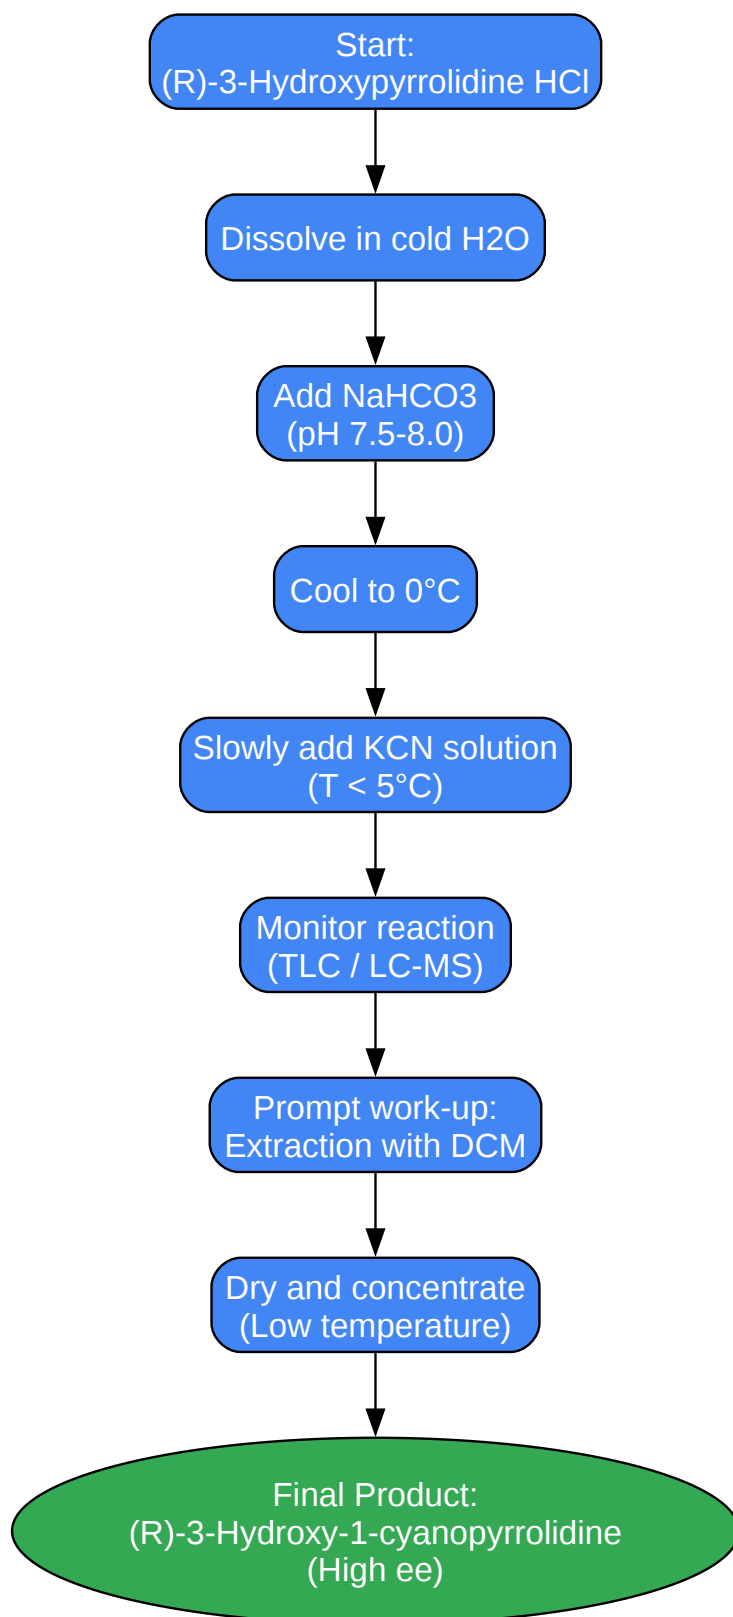 Start:
(R)-3-Hydroxypyrrolidine HCl
Dissolve in cold H2O
Add NaHCO3
(pH 7.5-8.0)
Cool to 0°C
Slowly add KCN solution
(T < 5°C)
Monitor reaction
(TLC / LC-MS)
Prompt work-up:
Extraction with DCM
Dry and concentrate
(Low temperature)
Final Product:
(R)-3-Hydroxy-1-cyanopyrrolidine
(High ee)